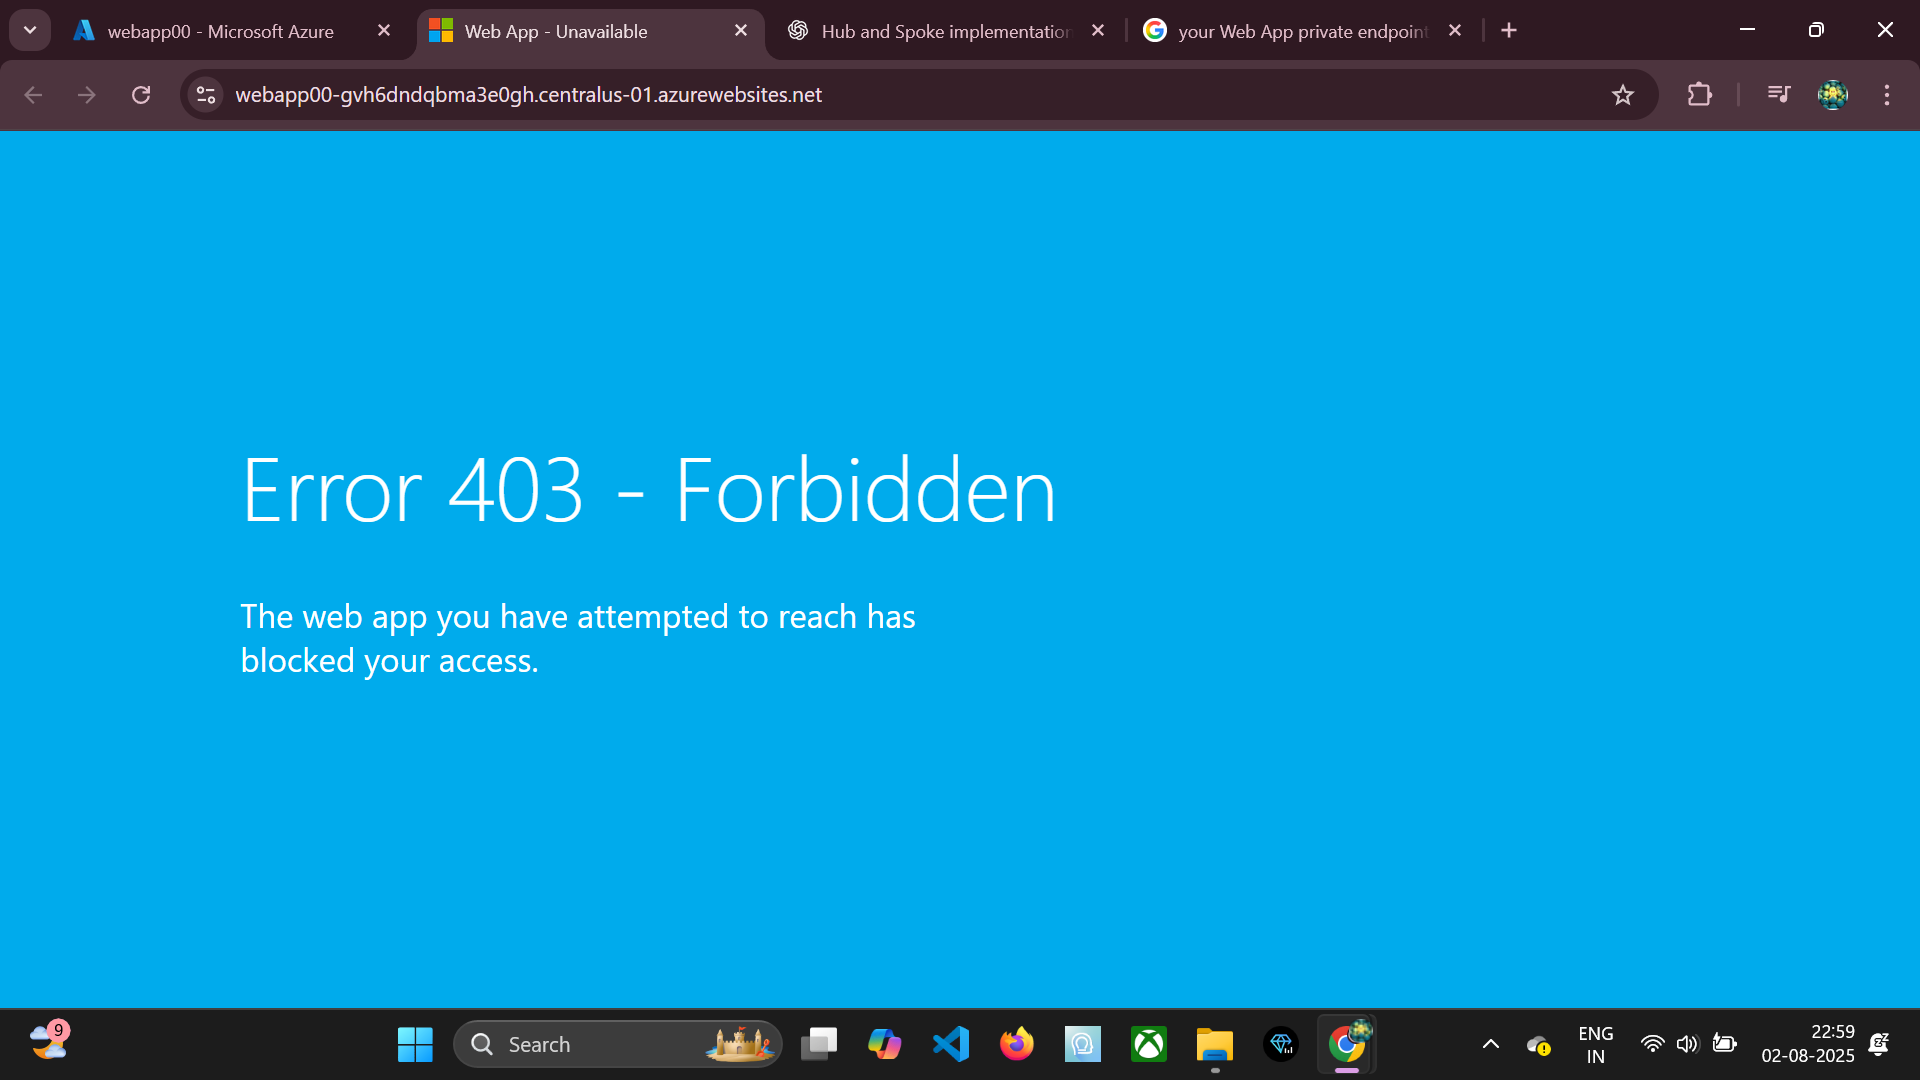 webapp00 - Microsoft Azure
Web App - Unavailable
Hub and Spoke implementation
your Web App private endpoint
webapp00-gvh6dndqbma3e0gh.centralus-01.azurewebsites.net
Error 403 - Forbidden
The web app you have attempted to reach has
blocked your access.
9
Search
ENG
IN
22:59
02-08-2025